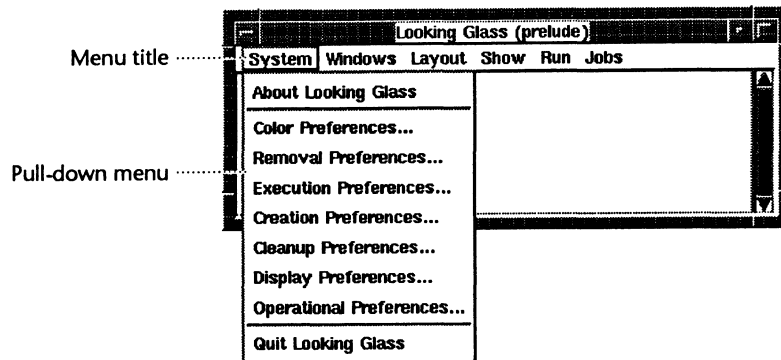 Looking Glass (prelude)
Menu title
System Windows Layout Show Run Jobs
About Looking Glass
Color Preferences...
Removal Preferences...
Pull-down menu
Execution Preferences...
Creation Preferences...
Cleanup Preferences...
Display Preferences...
Operational Preferences...
Quit Looking Glass